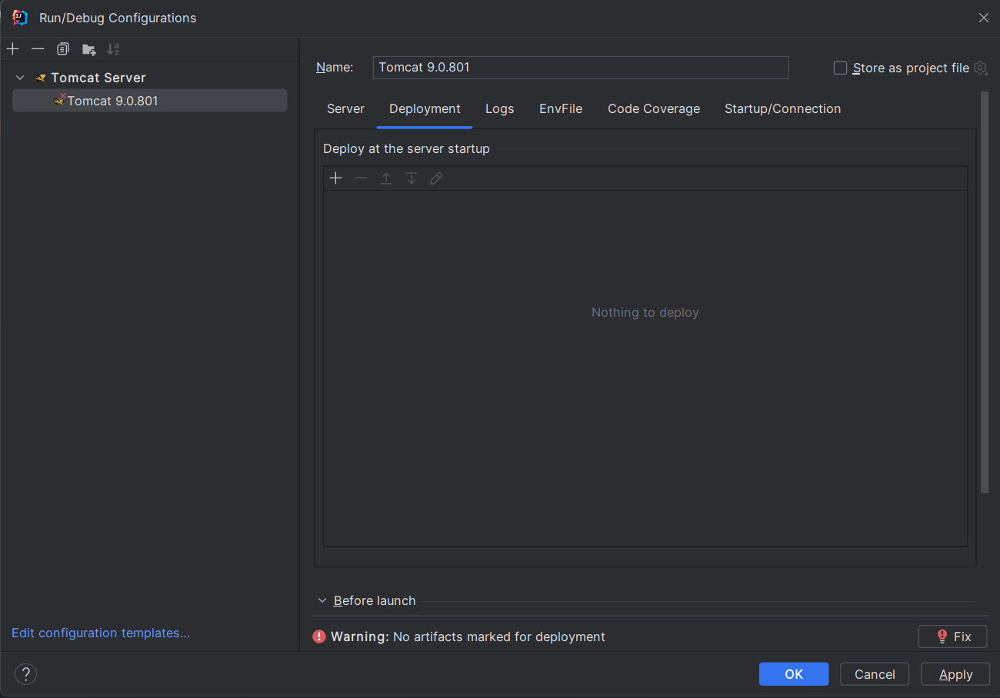 Run/Debug Configurations
Name: Tomcat 9.0.801 Store as project file
Tomcat Server
Tomcat 9.0.801
Server Deployment Logs EnvFile Code Coverage Startup/Connection
Deploy at the server startup
Nothing to deploy
Before launch
Edit configuration templates...
Warning: No artifacts marked for deployment Fix
? OK Cancel Apply